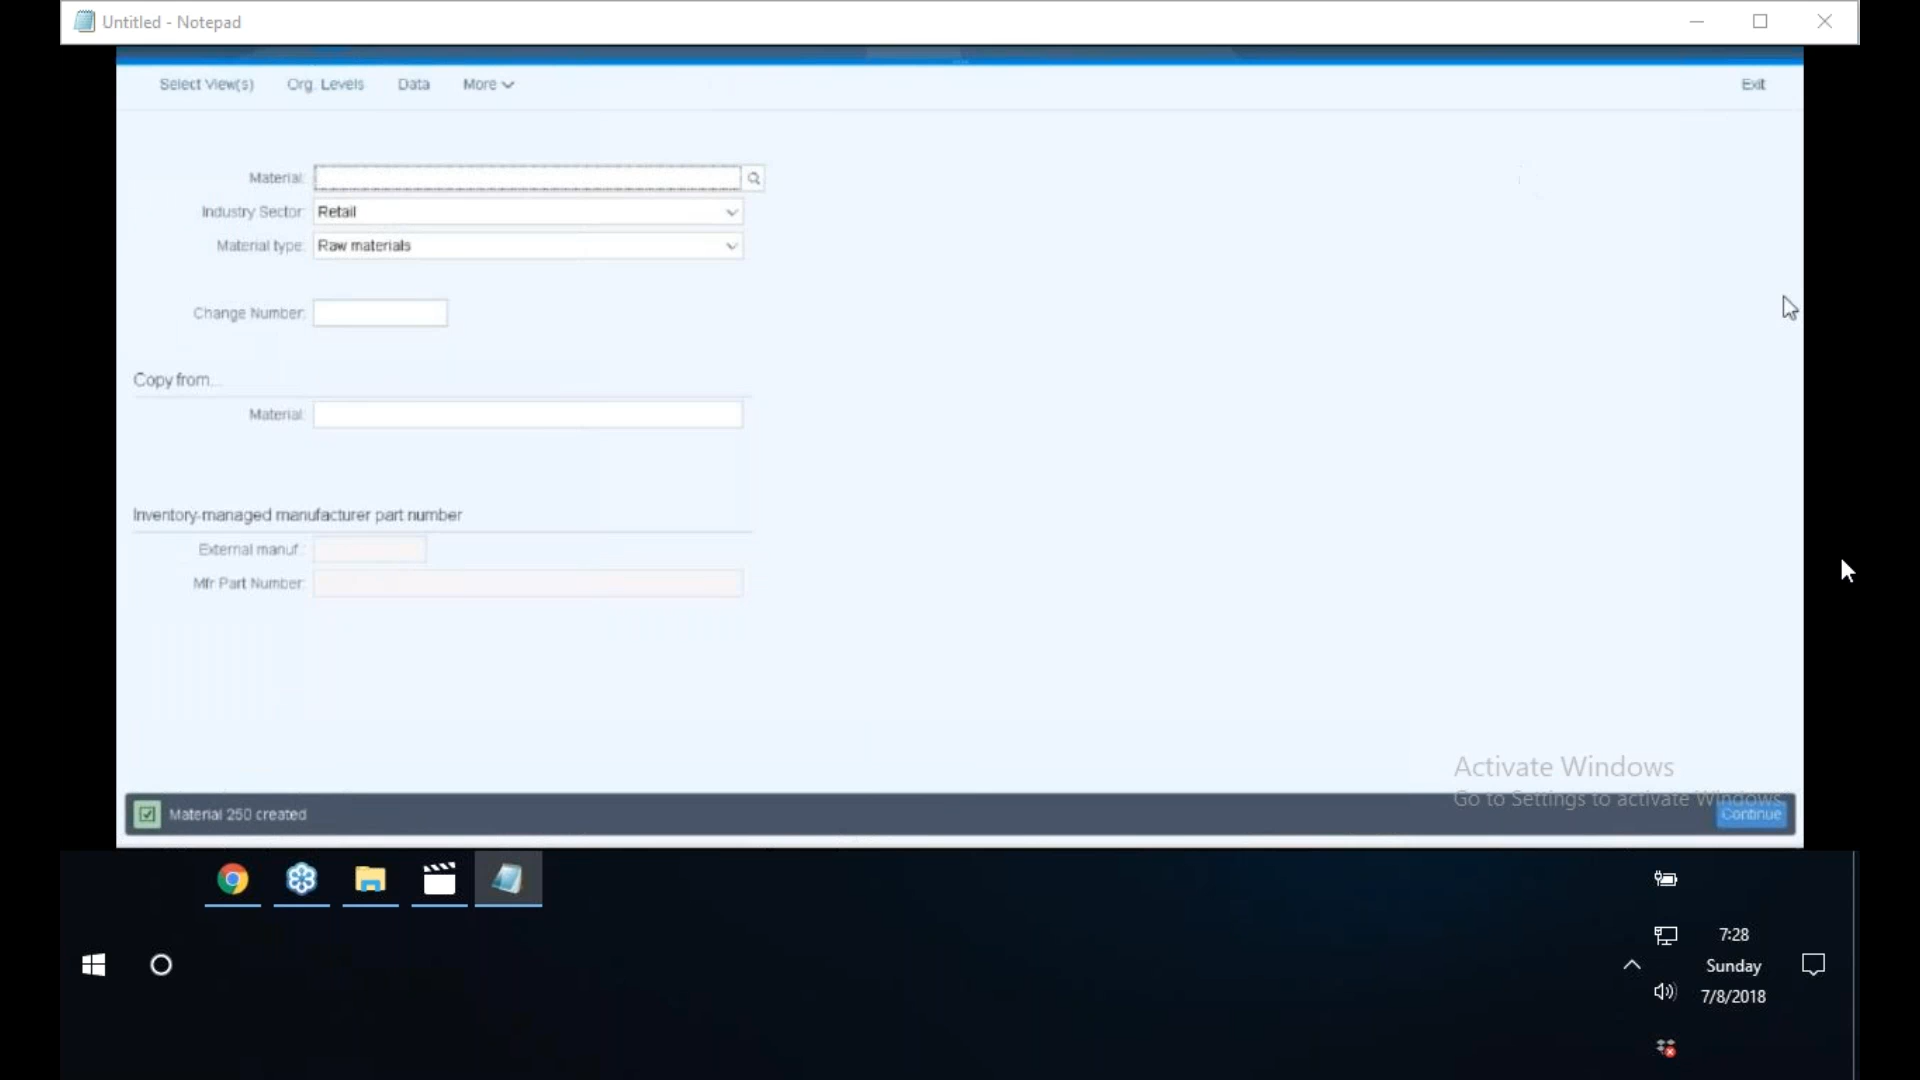 Untitled - Notepad
Select View(s) Org. Levels Data More Exit
Material:
Industry Sector: Retail
Material type: Raw materials
Change Number:
Copy from...
Material:
Inventory-managed manufacturer part number
External manuf.:
Mfr Part Number:
Activate Windows
Go to Settings to activate Windows.
Material 250 created Continue
7:28
Sunday
7/8/2018